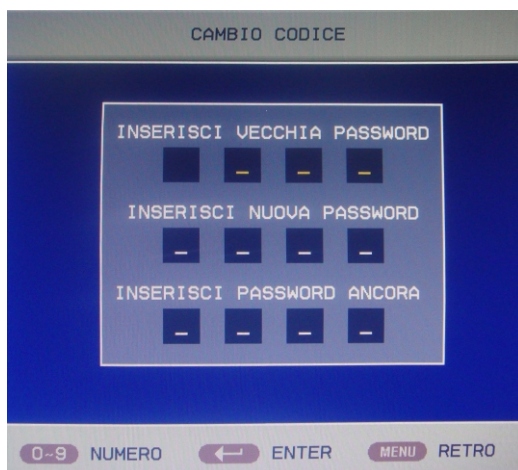 CAMBIO CODICE
INSERISCI VECCHIA PASSWORD
_ _ _
INSERISCI NUOVA PASSWORD
_ _ _ _
INSERISCI PASSWORD ANCORA
_ _ _ _
0~9 NUMERO ENTER MENU RETRO